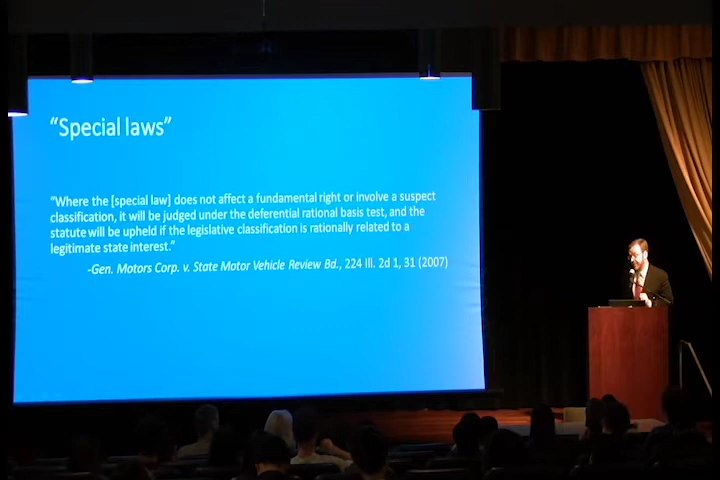 “Special laws”
“Where the [special law] does not affect a fundamental right or involve a suspect
classification, it will be judged under the deferential rational basis test, and the
statute will be upheld if the legislative classification is rationally related to a
legitimate state interest.”
-Gen. Motors Corp. v. State Motor Vehicle Review Bd., 224 Ill. 2d 1, 31 (2007)